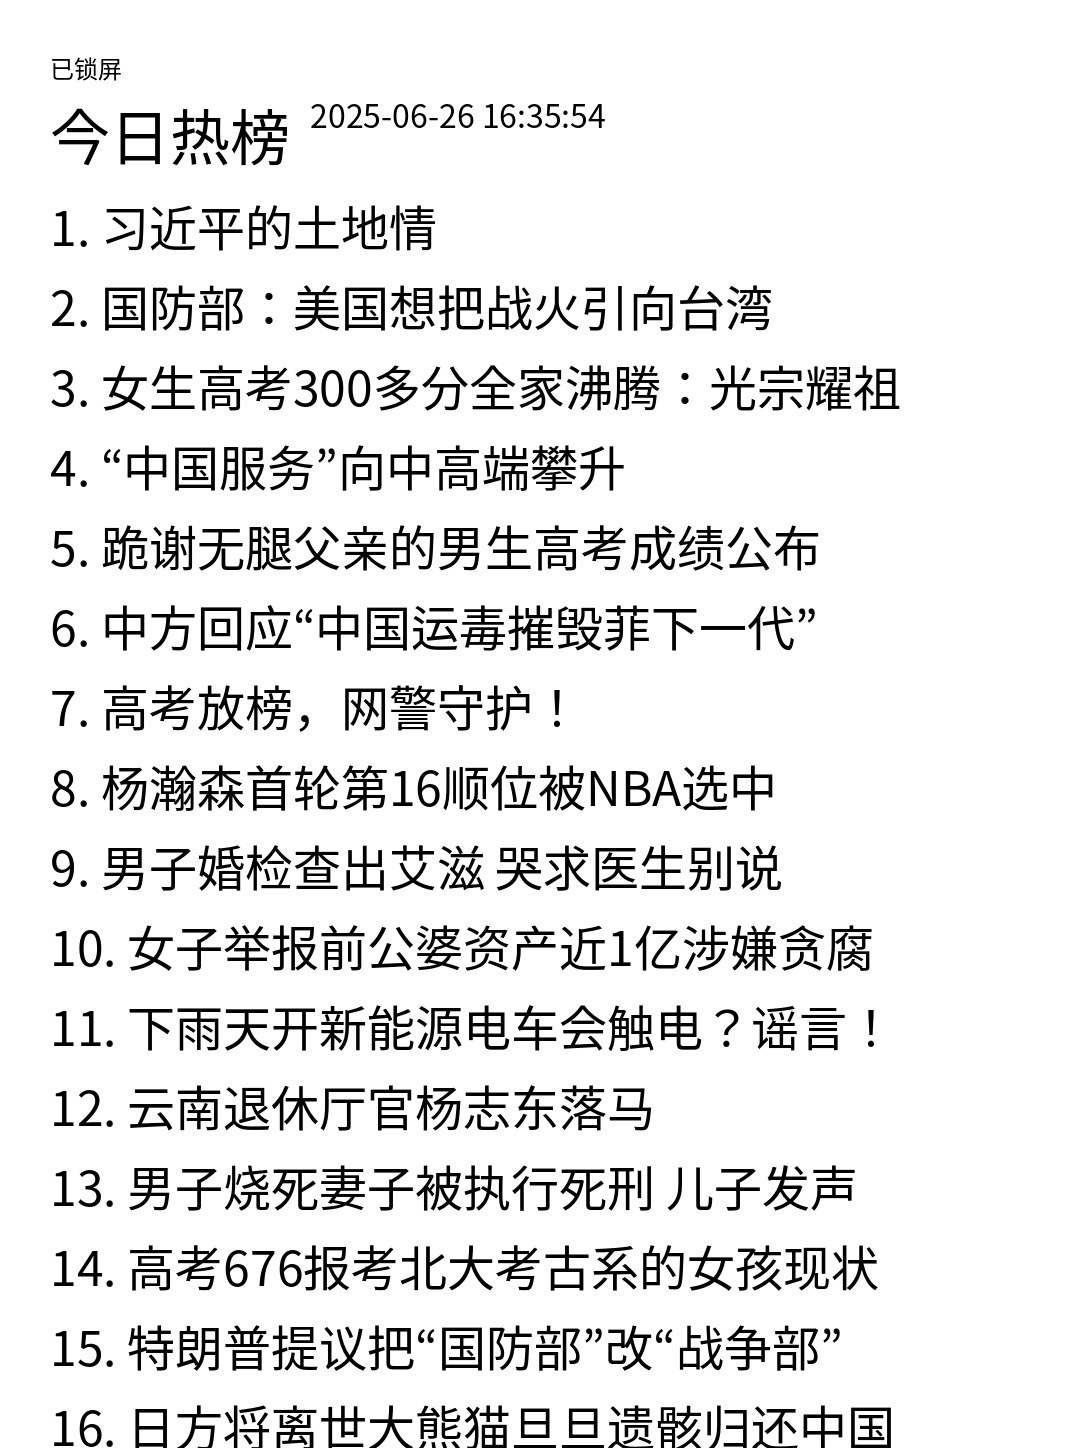 已锁屏
今日热榜 2025-06-26 16:35:54
1. 习近平的土地情
2. 国防部：美国想把战火引向台湾
3. 女生高考300多分全家沸腾：光宗耀祖
4. “中国服务”向中高端攀升
5. 跪谢无腿父亲的男生高考成绩公布
6. 中方回应“中国运毒摧毁菲下一代”
7. 高考放榜，网警守护！
8. 杨瀚森首轮第16顺位被NBA选中
9. 男子婚检查出艾滋 哭求医生别说
10. 女子举报前公婆资产近1亿涉嫌贪腐
11. 下雨天开新能源电车会触电？谣言！
12. 云南退休厅官杨志东落马
13. 男子烧死妻子被执行死刑 儿子发声
14. 高考676报考北大考古系的女孩现状
15. 特朗普提议把“国防部”改“战争部”
16. 日方将离世大熊猫旦旦遗骸归还中国